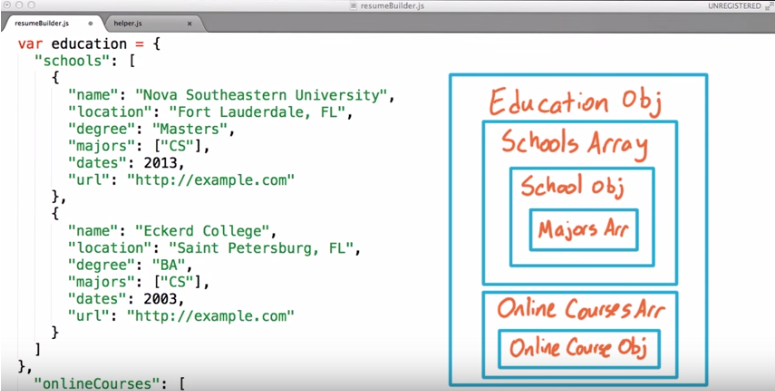 resumeBuilder.js
UNREGISTERED
resumeBuilder.js
helper.js
x
var education = {
"schools": [
{
"name": "Nova Southeastern University",
"location": "Fort Lauderdale, FL",
"degree": "Masters",
"majors": ["CS"],
"dates": 2013,
"url": "http://example.com"
},
{
"name": "Eckerd College",
"location": "Saint Petersburg, FL",
"degree": "BA",
"majors": ["CS"],
"dates": 2003,
"url": "http://example.com"
}
]
},
"onlineCourses": [
Education Obj
Schools Array
School Obj
Majors Arr
Online Courses Arr
Online Course Obj